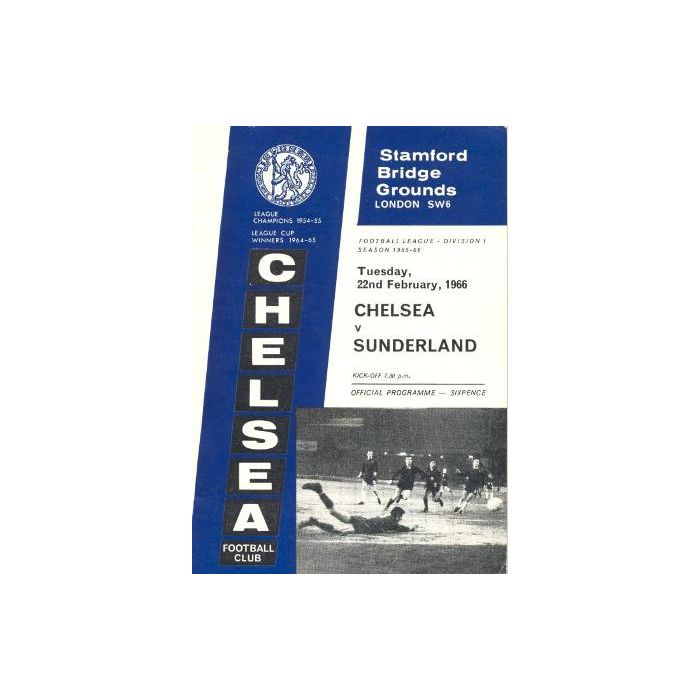 LEAGUE
CHAMPIONS 1954-55
LEAGUE CUP
WINNERS 1964-65
CHELSEA
FOOTBALL
CLUB
Stamford
Bridge
Grounds
LONDON SW6
FOOTBALL LEAGUE - DIVISION 1
SEASON 1965-66
Tuesday,
22nd February, 1966
CHELSEA
v
SUNDERLAND
KICK-OFF 7.30 p.m.
OFFICIAL PROGRAMME — SIXPENCE